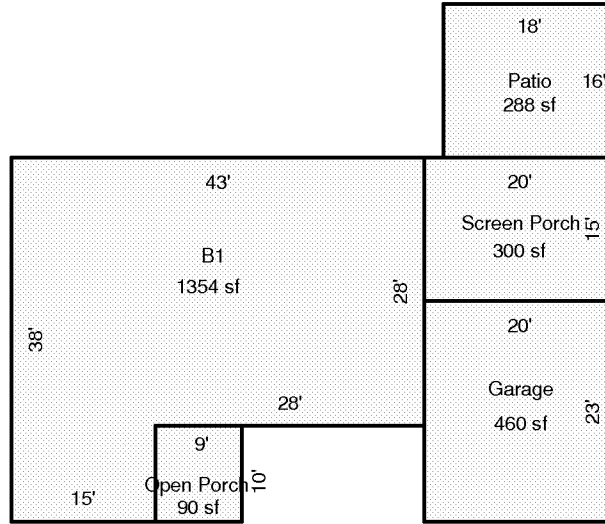 18'
Patio
16'
288 sf
43'
20'
Screen Porch
15'
300 sf
B1
1354 sf
28'
38'
20'
Garage
23'
460 sf
28'
9'
10'
Open Porch
90 sf
15'